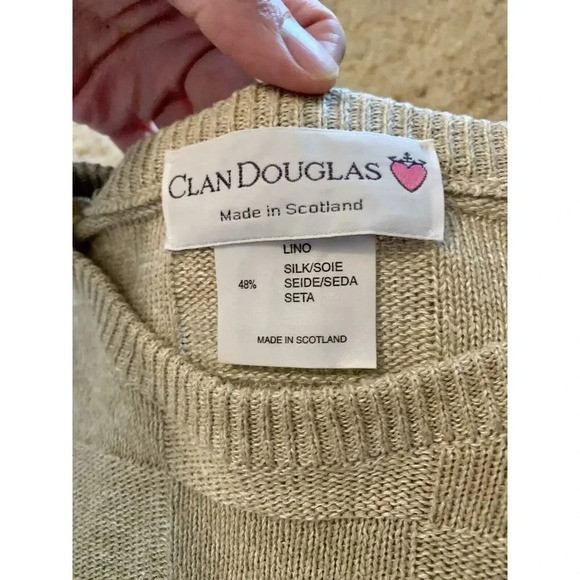 CLAN DOUGLAS
Made in Scotland
LINO
SILK/SOIE
48% SEIDE/SEDA
SETA
MADE IN SCOTLAND